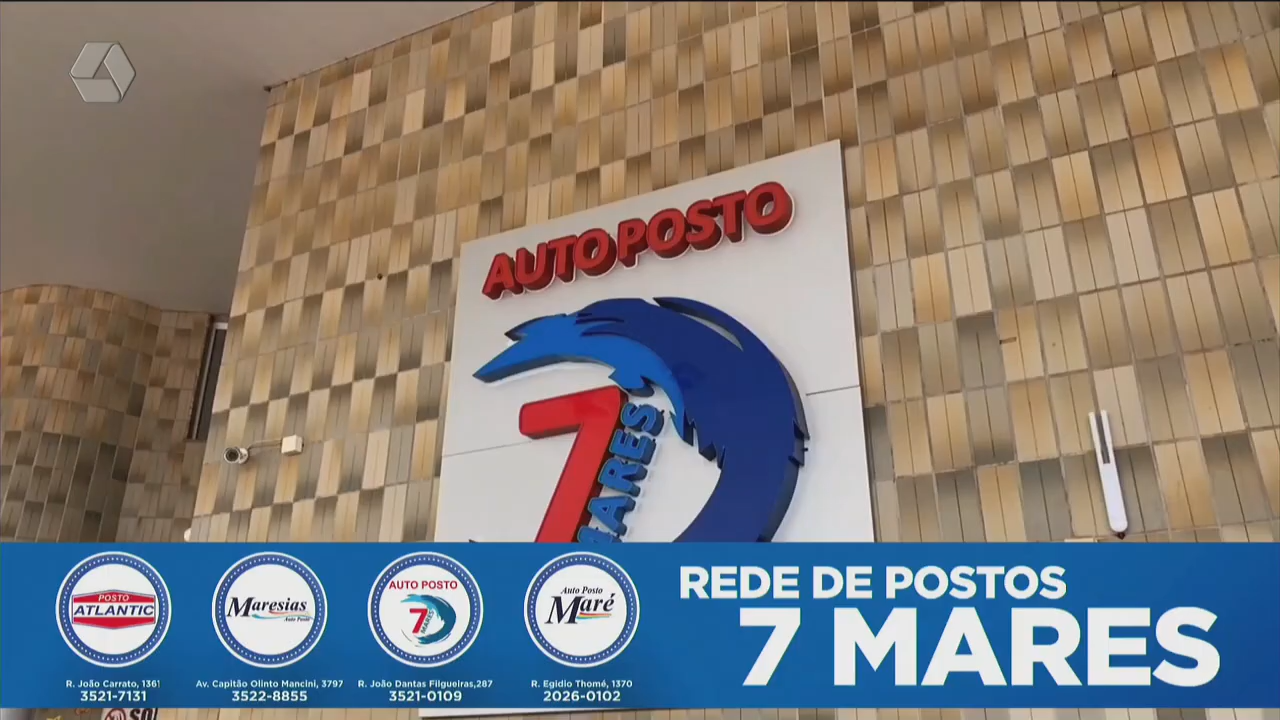 AUTO POSTO
7
MARES
POSTO
ATLANTIC
R. João Carrato, 1361
3521-7131
Maresias
Auto Posto
Av. Capitão Olinto Mancini, 3797
3522-8855
AUTO POSTO
7
MARES
R. João Dantas Filgueiras,287
3521-0109
Auto Posto
Maré
R. Egidio Thomé, 1370
2026-0102
REDE DE POSTOS
7 MARES